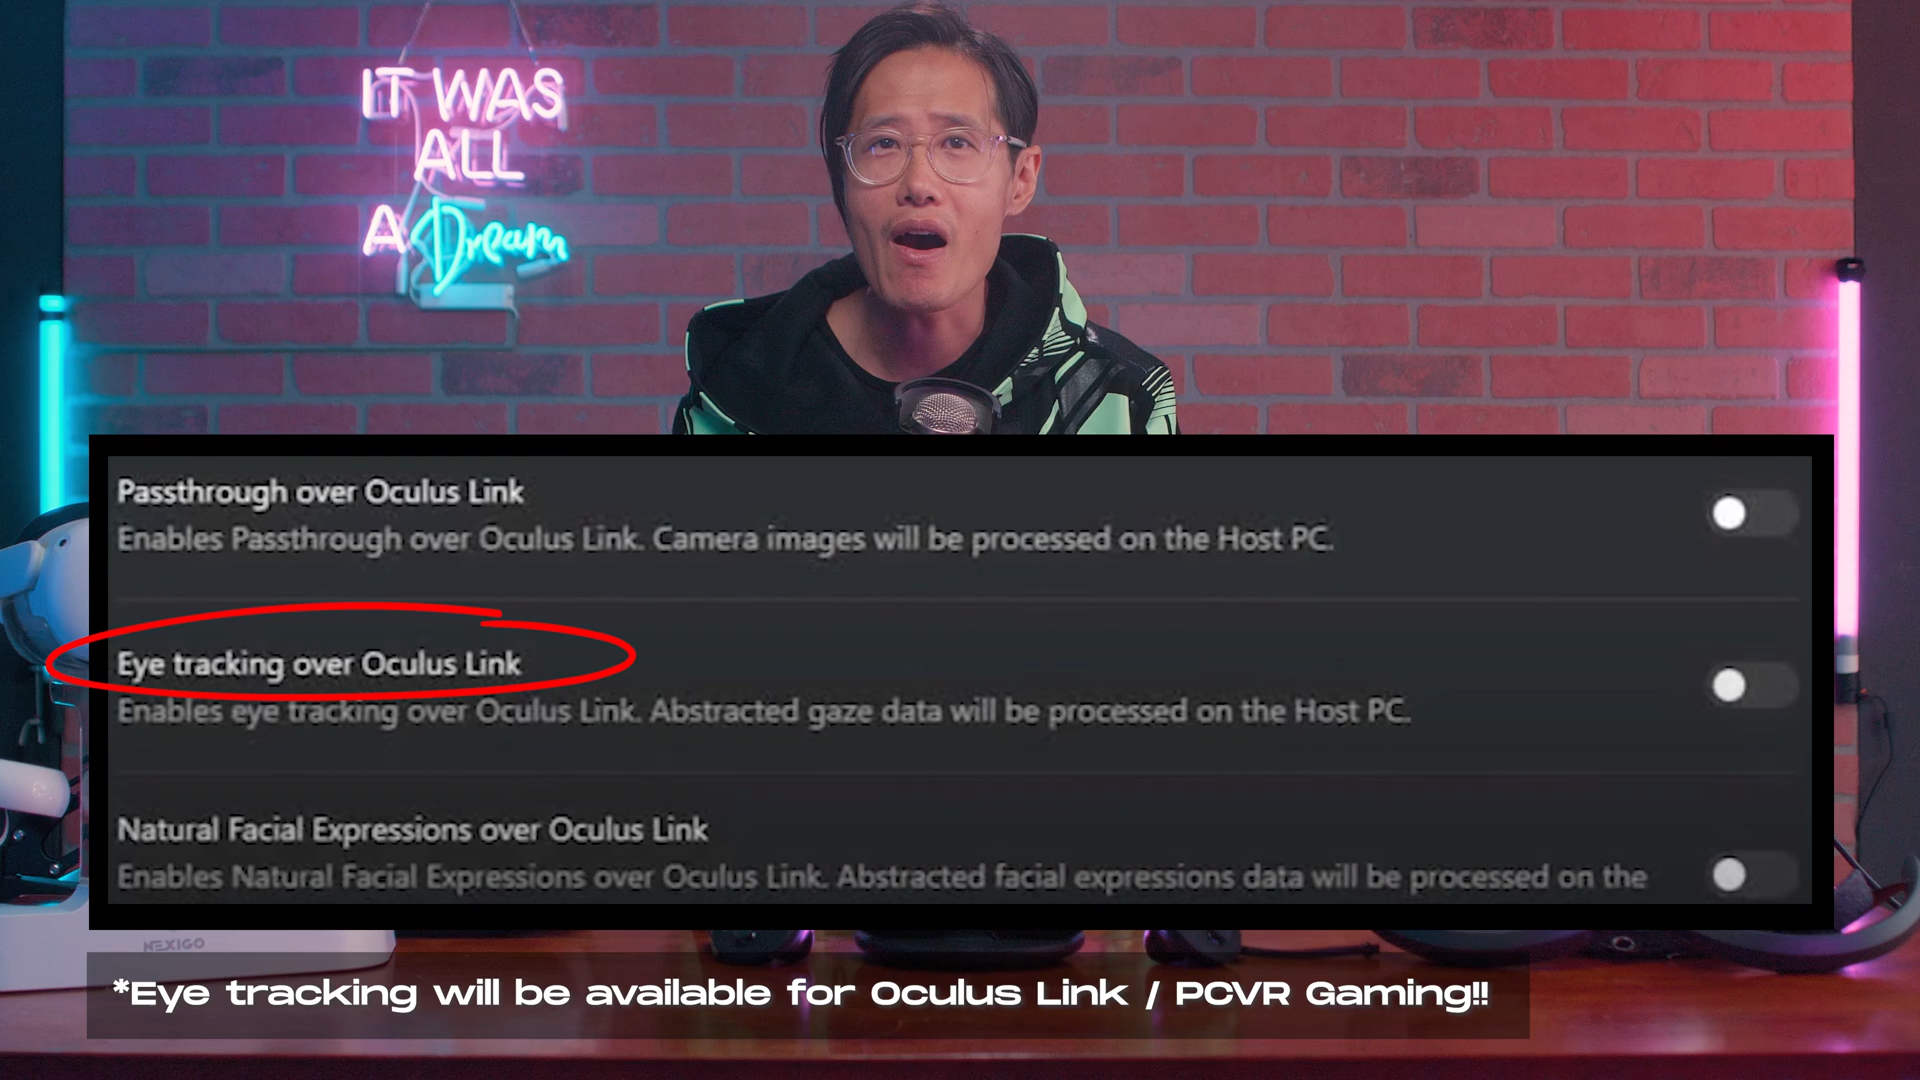 IT WAS
ALL
A Dream
Passthrough over Oculus Link
Enables Passthrough over Oculus Link. Camera images will be processed on the Host PC.
Eye tracking over Oculus Link
Enables eye tracking over Oculus Link. Abstracted gaze data will be processed on the Host PC.
Natural Facial Expressions over Oculus Link
Enables Natural Facial Expressions over Oculus Link. Abstracted facial expressions data will be processed on the
NEXIGO
*Eye tracking will be available for Oculus Link / PCVR Gaming!!